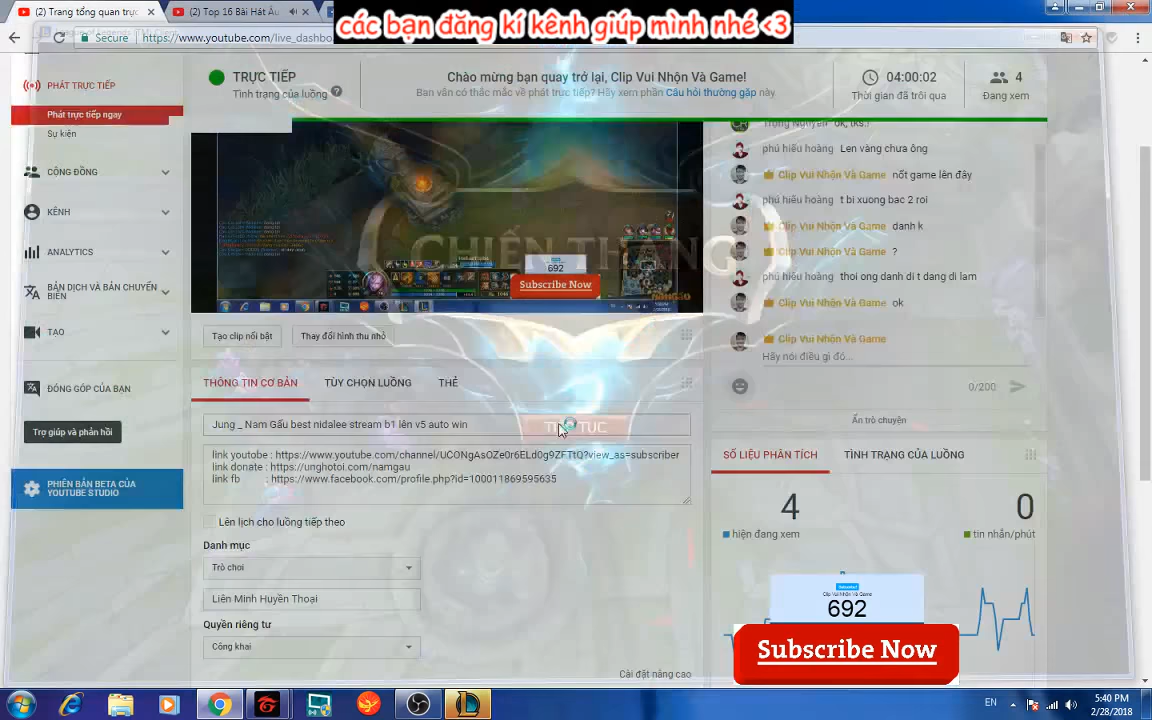 (2) Trang tổng quan trực
(2) Top 16 Bài Hát Âu
các bạn đăng kí kênh giúp mình nhé <3
Secure
https://www.youtube.com/live_dashbo
PHÁT TRỰC TIẾP
Phát trực tiếp ngay
Sự kiện
CỘNG ĐỒNG
KÊNH
ANALYTICS
BẢN DỊCH VÀ BẢN CHUYỂN
BIÊN
TẠO
ĐÓNG GÓP CỦA BẠN
Trợ giúp và phản hồi
PHIÊN BẢN BETA CỦA
YOUTUBE STUDIO
TRỰC TIẾP
Tình trạng của luồng
Chào mừng bạn quay trở lại, Clip Vui Nhộn Và Game!
Bạn vẫn có thắc mắc về phát trực tiếp? Hãy xem phần Câu hỏi thường gặp này.
04:00:02
Thời gian đã trôi qua
4
Đang xem
CHIẾN THẮNG
692
Subscribe Now
Tạo clip nổi bật
Thay đổi hình thu nhỏ
THÔNG TIN CƠ BẢN
TÙY CHỌN LUỒNG
THẺ
Jung _ Nam Gấu best nidalee stream b1 lên v5 auto win
TIẾP TỤC
link youtobe : https://www.youtube.com/channel/UCONgAsOZe0r6ELd0g9ZFTtQ?view_as=subscriber
link donate : https://unghotoi.com/namgau
link fb : https://www.facebook.com/profile.php?id=100011869595635
Lên lịch cho luồng tiếp theo
Danh mục
Trò chơi
Liên Minh Huyền Thoại
Quyền riêng tư
Công khai
Cài đặt nâng cao
Trọng Nguyễn ok, (ks.!
phú hiếu hoàng Len vàng chưa ông
Clip Vui Nhộn Và Game nốt game lên đây
phú hiếu hoàng t bi xuong bac 2 roi
Clip Vui Nhộn Và Game danh k
Clip Vui Nhộn Và Game ?
phú hiếu hoàng thoi ong danh di t dang di lam
Clip Vui Nhộn Và Game ok
Clip Vui Nhộn Và Game
Hãy nói điều gì đó...
0/200
Ẩn trò chuyện
SỐ LIỆU PHÂN TÍCH
TÌNH TRẠNG CỦA LUỒNG
4
hiện đang xem
0
tin nhắn/phút
Clip Vui Nhộn Và Game
692
Subscribe Now
EN
5:40 PM
2/28/2018